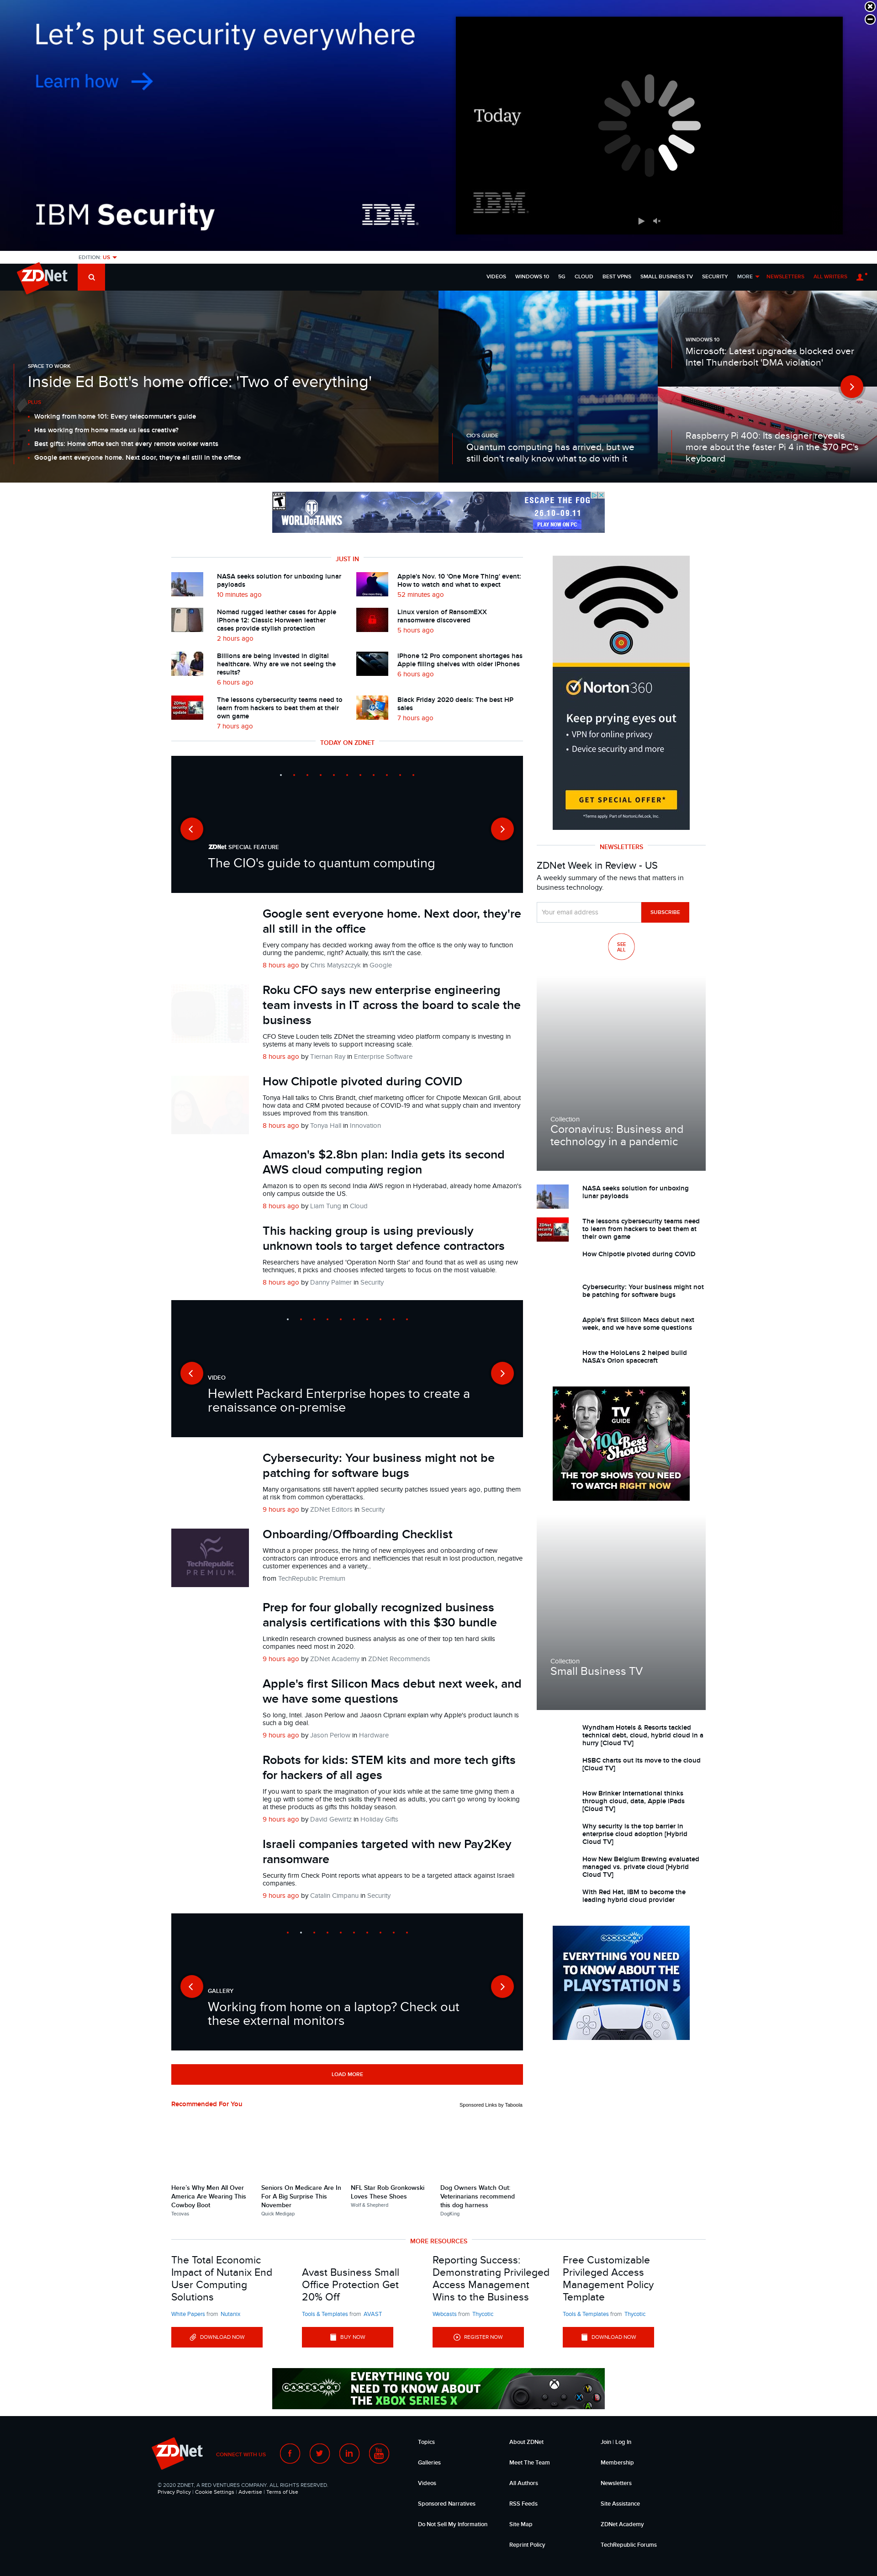 Let's put security everywhere
Learn how
Today
IBM Security
IBM
IBM
EDITION: US
ZDNet
VIDEOS
WINDOWS 10
5G
CLOUD
BEST VPNS
SMALL BUSINESS TV
SECURITY
MORE
NEWSLETTERS
ALL WRITERS
SPACE TO WORK
Inside Ed Bott's home office: 'Two of everything'
PLUS
Working from home 101: Every telecommuter's guide
Has working from home made us less creative?
Best gifts: Home office tech that every remote worker wants
Google sent everyone home. Next door, they're all still in the office
CIO'S GUIDE
Quantum computing has arrived, but we
still don't really know what to do with it
WINDOWS 10
Microsoft: Latest upgrades blocked over
Intel Thunderbolt 'DMA violation'
Raspberry Pi 400: Its designer reveals
more about the faster Pi 4 in the $70 PC's
keyboard
WORLD OF TANKS
ESCAPE THE FOG
26.10-09.11
PLAY NOW ON PC
JUST IN
NASA seeks solution for unboxing lunar
payloads
10 minutes ago
Apple's Nov. 10 'One More Thing' event:
How to watch and what to expect
52 minutes ago
Nomad rugged leather cases for Apple
iPhone 12: Classic Horween leather
cases provide stylish protection
2 hours ago
Linux version of RansomEXX
ransomware discovered
5 hours ago
Billions are being invested in digital
healthcare. Why are we not seeing the
results?
6 hours ago
iPhone 12 Pro component shortages has
Apple filling shelves with older iPhones
6 hours ago
The lessons cybersecurity teams need to
learn from hackers to beat them at their
own game
7 hours ago
Black Friday 2020 deals: The best HP
sales
7 hours ago
TODAY ON ZDNET
ZDNet SPECIAL FEATURE
The CIO's guide to quantum computing
Google sent everyone home. Next door, they're
all still in the office
Every company has decided working away from the office is the only way to function
during the pandemic, right? Actually, this isn't the case.
8 hours ago by Chris Matyszczyk in Google
Roku CFO says new enterprise engineering
team invests in IT across the board to scale the
business
CFO Steve Louden tells ZDNet the streaming video platform company is investing in
systems at many levels to support increasing scale.
8 hours ago by Tiernan Ray in Enterprise Software
How Chipotle pivoted during COVID
Tonya Hall talks to Chris Brandt, chief marketing officer for Chipotle Mexican Grill, about
how data and CRM pivoted because of COVID-19 and what supply chain and inventory
issues improved from this transition.
8 hours ago by Tonya Hall in Innovation
Amazon's $2.8bn plan: India gets its second
AWS cloud computing region
Amazon is to open its second India AWS region in Hyderabad, already home Amazon's
only campus outside the US.
8 hours ago by Liam Tung in Cloud
This hacking group is using previously
unknown tools to target defence contractors
Researchers have analysed 'Operation North Star' and found that as well as using new
techniques, it picks and chooses infected targets to focus on the most valuable.
8 hours ago by Danny Palmer in Security
VIDEO
Hewlett Packard Enterprise hopes to create a
renaissance on-premise
Cybersecurity: Your business might not be
patching for software bugs
Many organisations still haven't applied security patches issued years ago, putting them
at risk from common cyberattacks.
9 hours ago by ZDNet Editors in Security
TechRepublic
PREMIUM
Onboarding/Offboarding Checklist
Without a proper process, the hiring of new employees and onboarding of new
contractors can introduce errors and inefficiencies that result in lost production, negative
customer experiences and a variety...
from TechRepublic Premium
Prep for four globally recognized business
analysis certifications with this $30 bundle
LinkedIn research crowned business analysis as one of their top ten hard skills
companies need most in 2020.
9 hours ago by ZDNet Academy in ZDNet Recommends
Apple's first Silicon Macs debut next week, and
we have some questions
So long, Intel. Jason Perlow and Jaaosn Cipriani explain why Apple's product launch is
such a big deal.
9 hours ago by Jason Perlow in Hardware
Robots for kids: STEM kits and more tech gifts
for hackers of all ages
If you want to spark the imagination of your kids while at the same time giving them a
leg up with some of the tech skills they'll need as adults, you can't go wrong by looking
at these products as gifts this holiday season.
9 hours ago by David Gewirtz in Holiday Gifts
Israeli companies targeted with new Pay2Key
ransomware
Security firm Check Point reports what appears to be a targeted attack against Israeli
companies.
9 hours ago by Catalin Cimpanu in Security
GALLERY
Working from home on a laptop? Check out
these external monitors
LOAD MORE
Norton360
Keep prying eyes out
• VPN for online privacy
• Device security and more
GET SPECIAL OFFER*
*Terms apply. Part of NortonLifeLock, Inc.
NEWSLETTERS
ZDNet Week in Review - US
A weekly summary of the news that matters in
business technology.
Your email address
SUBSCRIBE
SEE
ALL
Collection
Coronavirus: Business and
technology in a pandemic
NASA seeks solution for unboxing
lunar payloads
The lessons cybersecurity teams need
to learn from hackers to beat them at
their own game
How Chipotle pivoted during COVID
Cybersecurity: Your business might not
be patching for software bugs
Apple's first Silicon Macs debut next
week, and we have some questions
How the HoloLens 2 helped build
NASA's Orion spacecraft
TV
GUIDE
100 Best
Shows
THE TOP SHOWS YOU NEED
TO WATCH RIGHT NOW
Collection
Small Business TV
Wyndham Hotels & Resorts tackled
technical debt, cloud, hybrid cloud in a
hurry [Cloud TV]
HSBC charts out its move to the cloud
[Cloud TV]
How Brinker International thinks
through cloud, data, Apple iPads
[Cloud TV]
Why security is the top barrier in
enterprise cloud adoption [Hybrid
Cloud TV]
How New Belgium Brewing evaluated
managed vs. private cloud [Hybrid
Cloud TV]
With Red Hat, IBM to become the
leading hybrid cloud provider
GAMESPOT
EVERYTHING YOU
NEED TO KNOW ABOUT THE
PLAYSTATION 5
Recommended For You
Sponsored Links by Taboola
Here's Why Men All Over
America Are Wearing This
Cowboy Boot
Tecovas
Seniors On Medicare Are In
For A Big Surprise This
November
Quick Medigap
NFL Star Rob Gronkowski
Loves These Shoes
Wolf & Shepherd
Dog Owners Watch Out:
Veterinarians recommend
this dog harness
DogKing
MORE RESOURCES
The Total Economic
Impact of Nutanix End
User Computing
Solutions
White Papers from Nutanix
DOWNLOAD NOW
Avast Business Small
Office Protection Get
20% Off
Tools & Templates from AVAST
BUY NOW
Reporting Success:
Demonstrating Privileged
Access Management
Wins to the Business
Webcasts from Thycotic
REGISTER NOW
Free Customizable
Privileged Access
Management Policy
Template
Tools & Templates from Thycotic
DOWNLOAD NOW
GAMESPOT
EVERYTHING YOU
NEED TO KNOW ABOUT
THE XBOX SERIES X
ZDNet
CONNECT WITH US
© 2020 ZDNET, A RED VENTURES COMPANY. ALL RIGHTS RESERVED.
Privacy Policy | Cookie Settings | Advertise | Terms of Use
Topics
Galleries
Videos
Sponsored Narratives
Do Not Sell My Information
About ZDNet
Meet The Team
All Authors
RSS Feeds
Site Map
Reprint Policy
Join | Log In
Membership
Newsletters
Site Assistance
ZDNet Academy
TechRepublic Forums